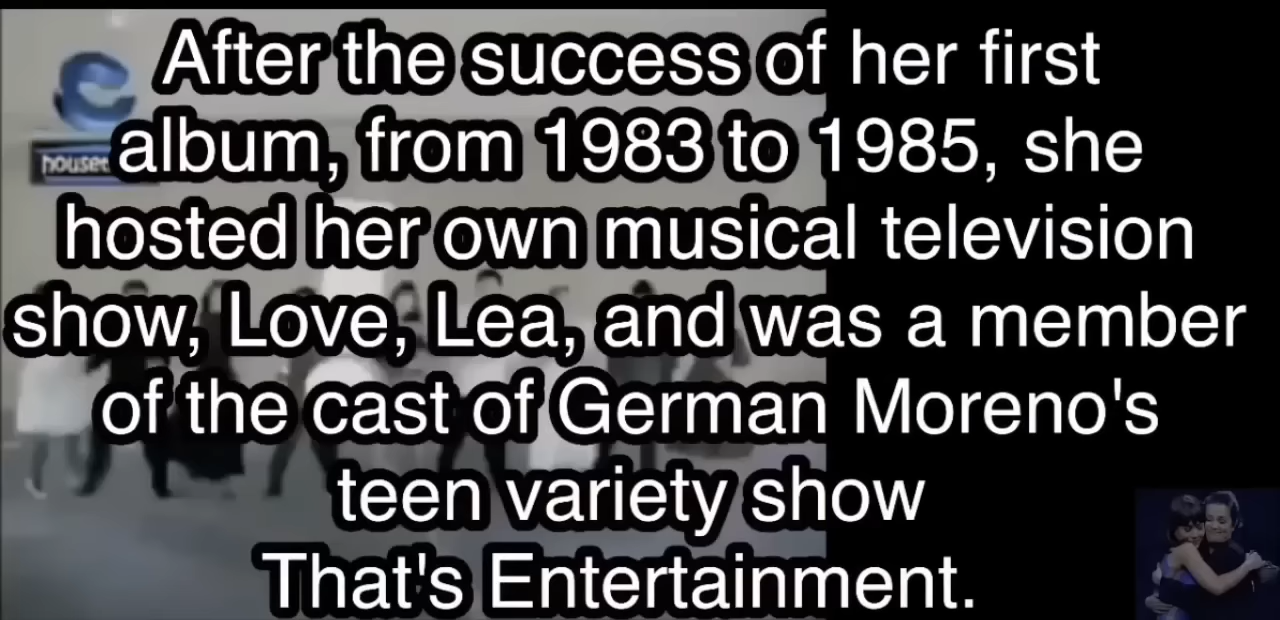 After the success of her first
album, from 1983 to 1985, she
hosted her own musical television
show, Love, Lea, and was a member
of the cast of German Moreno's
teen variety show
That's Entertainment.